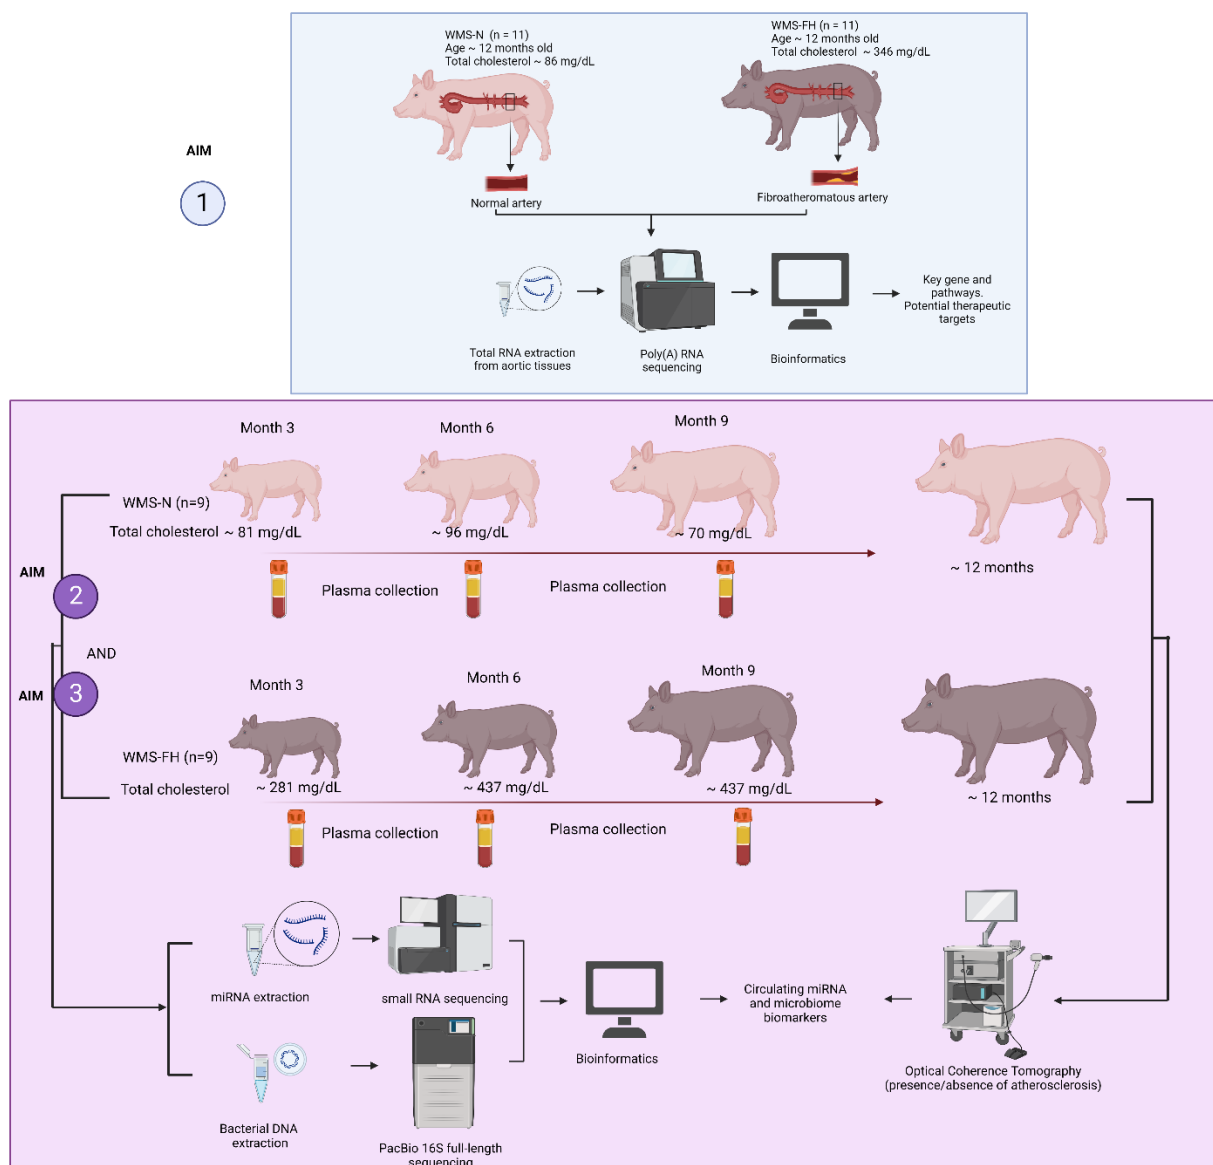 WMS-N (n = 11)
Age ~ 12 months old
Total cholesterol ~ 86 mg/dL
WMS-FH (n = 11)
Age ~ 12 months old
Total cholesterol ~ 346 mg/dL
AIM
1
Normal artery
Fibroatheromatous artery
Key gene and
pathways.
Potential therapeutic
targets
Total RNA extraction
from aortic tissues
Poly(A) RNA
sequencing
Bioinformatics
Month 3
Month 6
Month 9
WMS-N (n=9)
Total cholesterol ~ 81 mg/dL
~ 96 mg/dL
~ 70 mg/dL
~ 12 months
Plasma collection
Plasma collection
AIM
2
AND
AIM
3
Month 3
Month 6
Month 9
WMS-FH (n=9)
Total cholesterol
~ 281 mg/dL
~ 437 mg/dL
~ 437 mg/dL
~ 12 months
Plasma collection
Plasma collection
miRNA extraction
small RNA sequencing
Bioinformatics
Circulating miRNA
and microbiome
biomarkers
Optical Coherence Tomography
(presence/absence of atherosclerosis)
Bacterial DNA
extraction
PacBio 16S full-length
sequencing